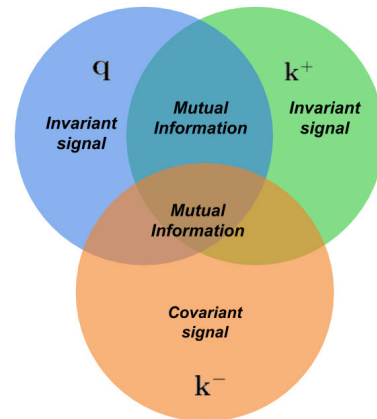 q
k+
Invariant signal
Mutual Information
Invariant signal
Mutual Information
Covariant signal
k−